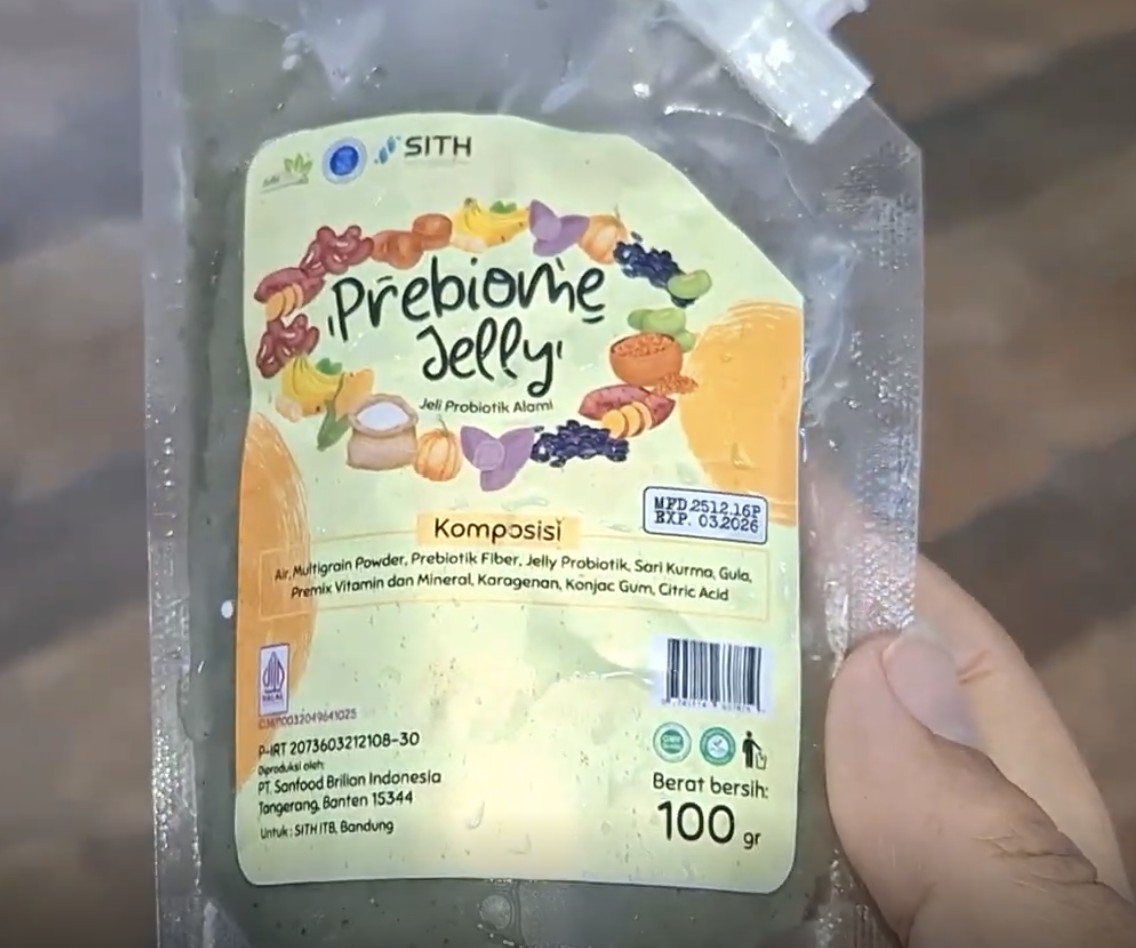 SITH
Prebiome
Jelly
Jeli Probiotik Alami
MFD 2512.16P
EXP. 03.2026
Komposisi
Air, Multigrain Powder, Prebiotik Fiber, Jelly Probiotik, Sari Kurma, Gula,
Premix Vitamin dan Mineral, Karagenan, Konjac Gum, Citric Acid
HALAL
P-IRT 2073603212108-30
Diproduksi oleh:
PT. Sanfood Brilian Indonesia
Tangerang, Banten 15344
Untuk : SITH ITB, Bandung
Berat bersih:
100 gr